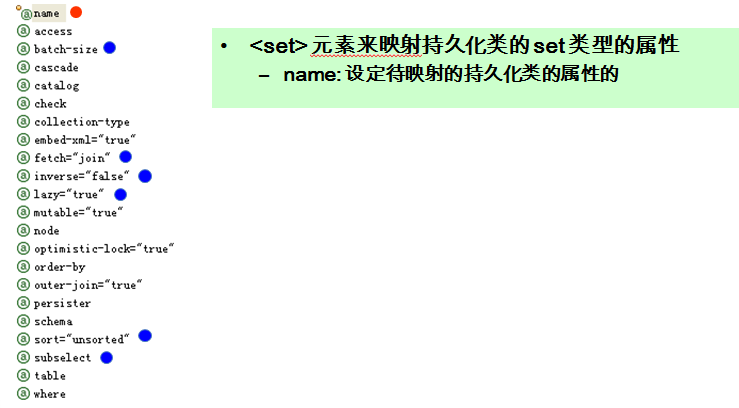 name
access
batch-size
cascade
catalog
check
collection-type
embed-xml="true"
fetch="join"
inverse="false"
lazy="true"
mutable="true"
node
optimistic-lock="true"
order-by
outer-join="true"
persister
schema
sort="unsorted"
subselect
table
where
• <set> 元素来映射持久化类的 set 类型的属性
– name: 设定待映射的持久化类的属性的